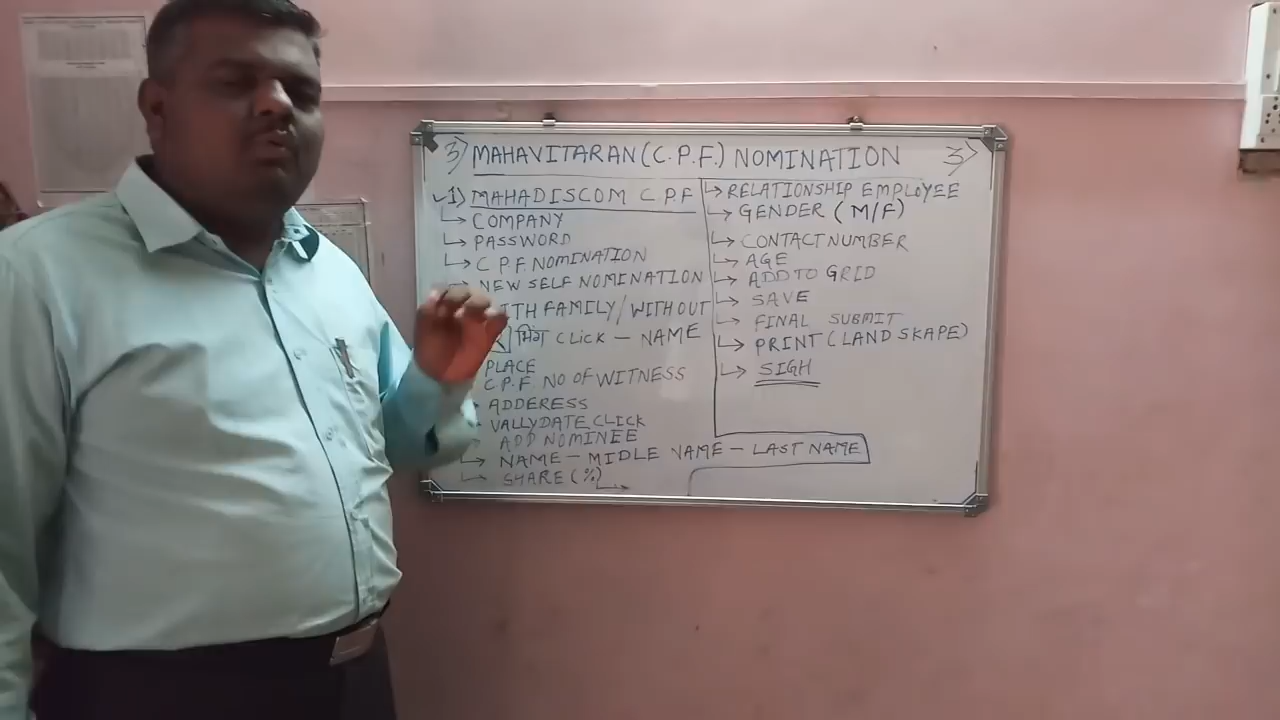 3) MAHAVITARAN (C.P.F.) NOMINATION 3)
✓1) MAHADISCOM C P F
↳ COMPANY
↳ PASSWORD
↳ C.P.F. NOMINATION
NEW SELF NOMINATION
ITH FAMILY/WITHOUT
भिंग CLICK – NAME
PLACE
C.P.F. NO OF WITNESS
ADDERESS
VALLYDATE CLICK
ADD NOMINEE
↳ NAME – MIDLE NAME – LAST NAME
↳ SHARE (%)
↳ RELATIONSHIP EMPLOYEE
↳ GENDER (M/F)
↳ CONTACT NUMBER
↳ AGE
↳ ADD TO GRID
↳ SAVE
↳ FINAL SUBMIT
↳ PRINT (LAND SKAPE)
↳ SIGH